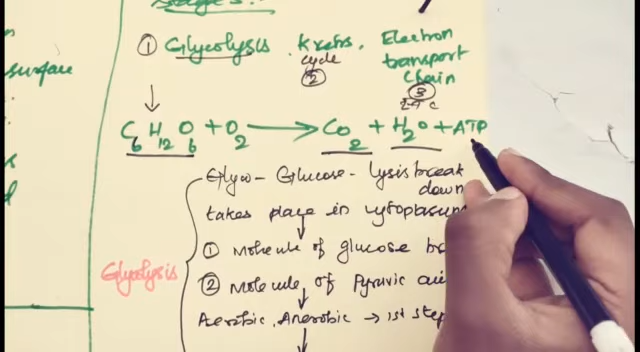 Stages:
surface
① Glycolysis . Krebs . Electron
cycle transport
② Chain
③
ETC
C6H12O6 + O2 → CO2 + H2O + ATP
Glyco - Glucose - lysis break
down
takes place in cytoplasm
① Molecule of glucose
Glycolysis
② Molecule of Pyruvic
Aerobic, Anerobic → 1st step